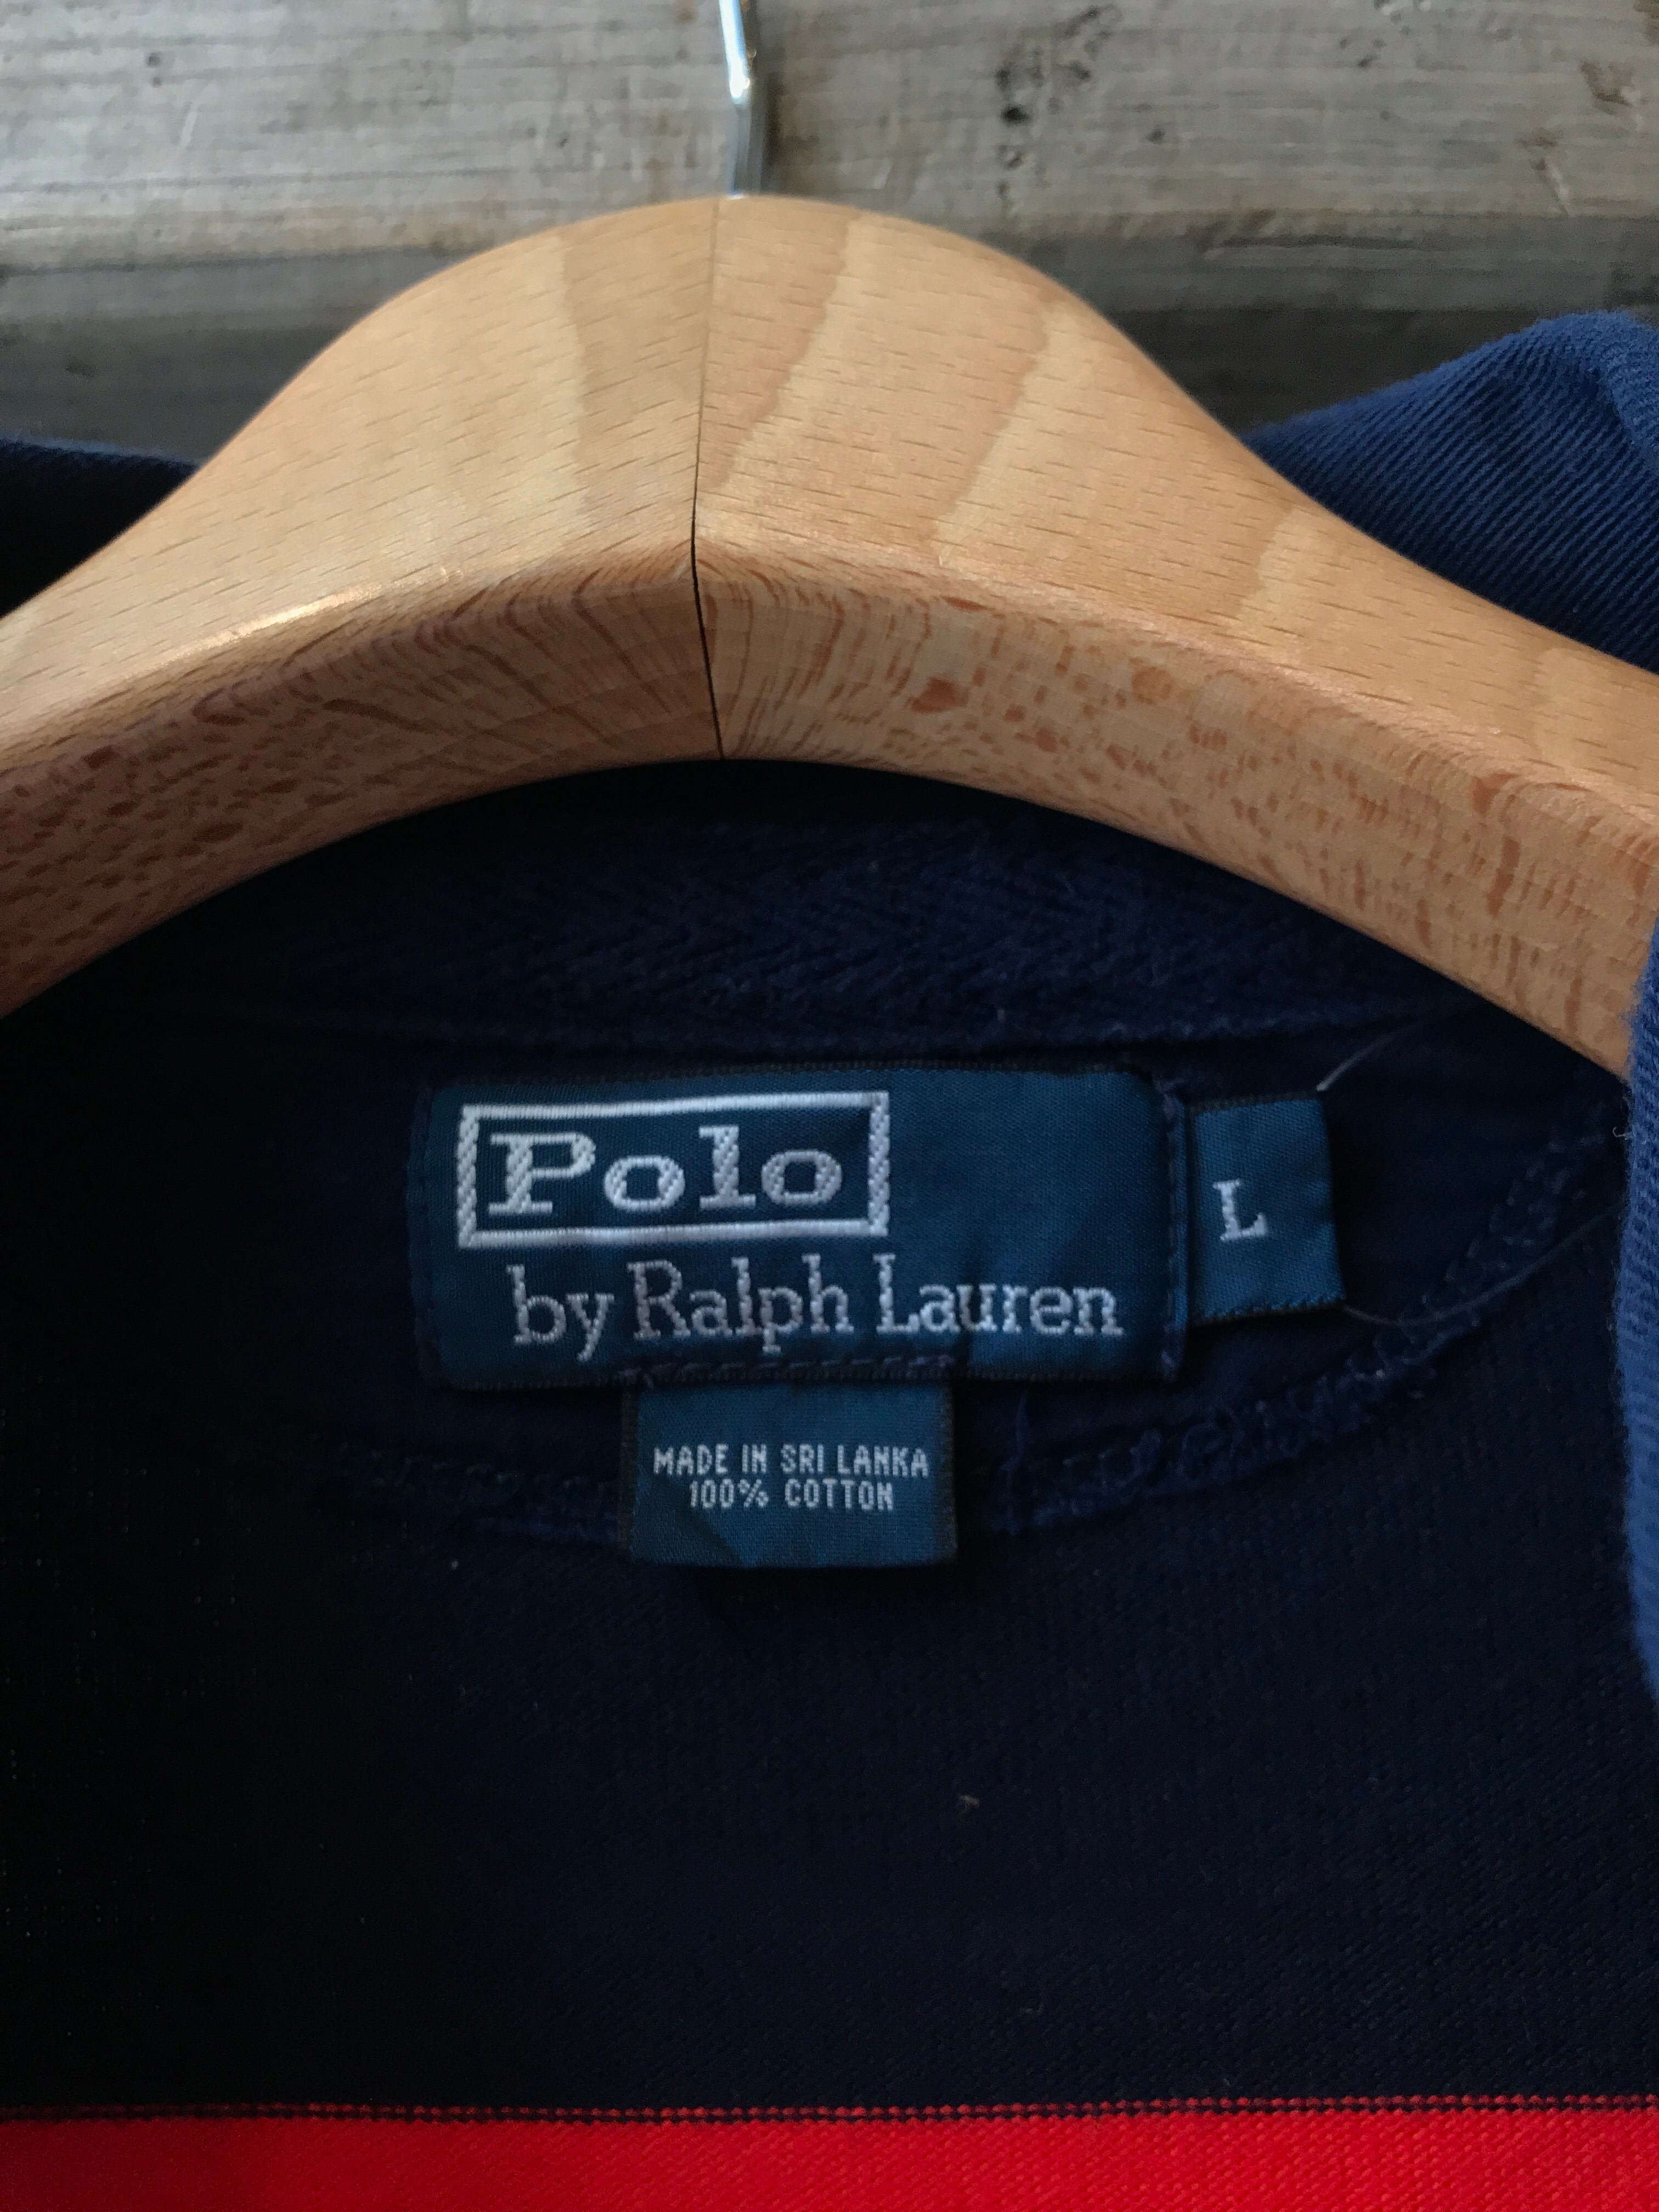 Polo
by Ralph Lauren
L
MADE IN SRI LANKA
100% COTTON